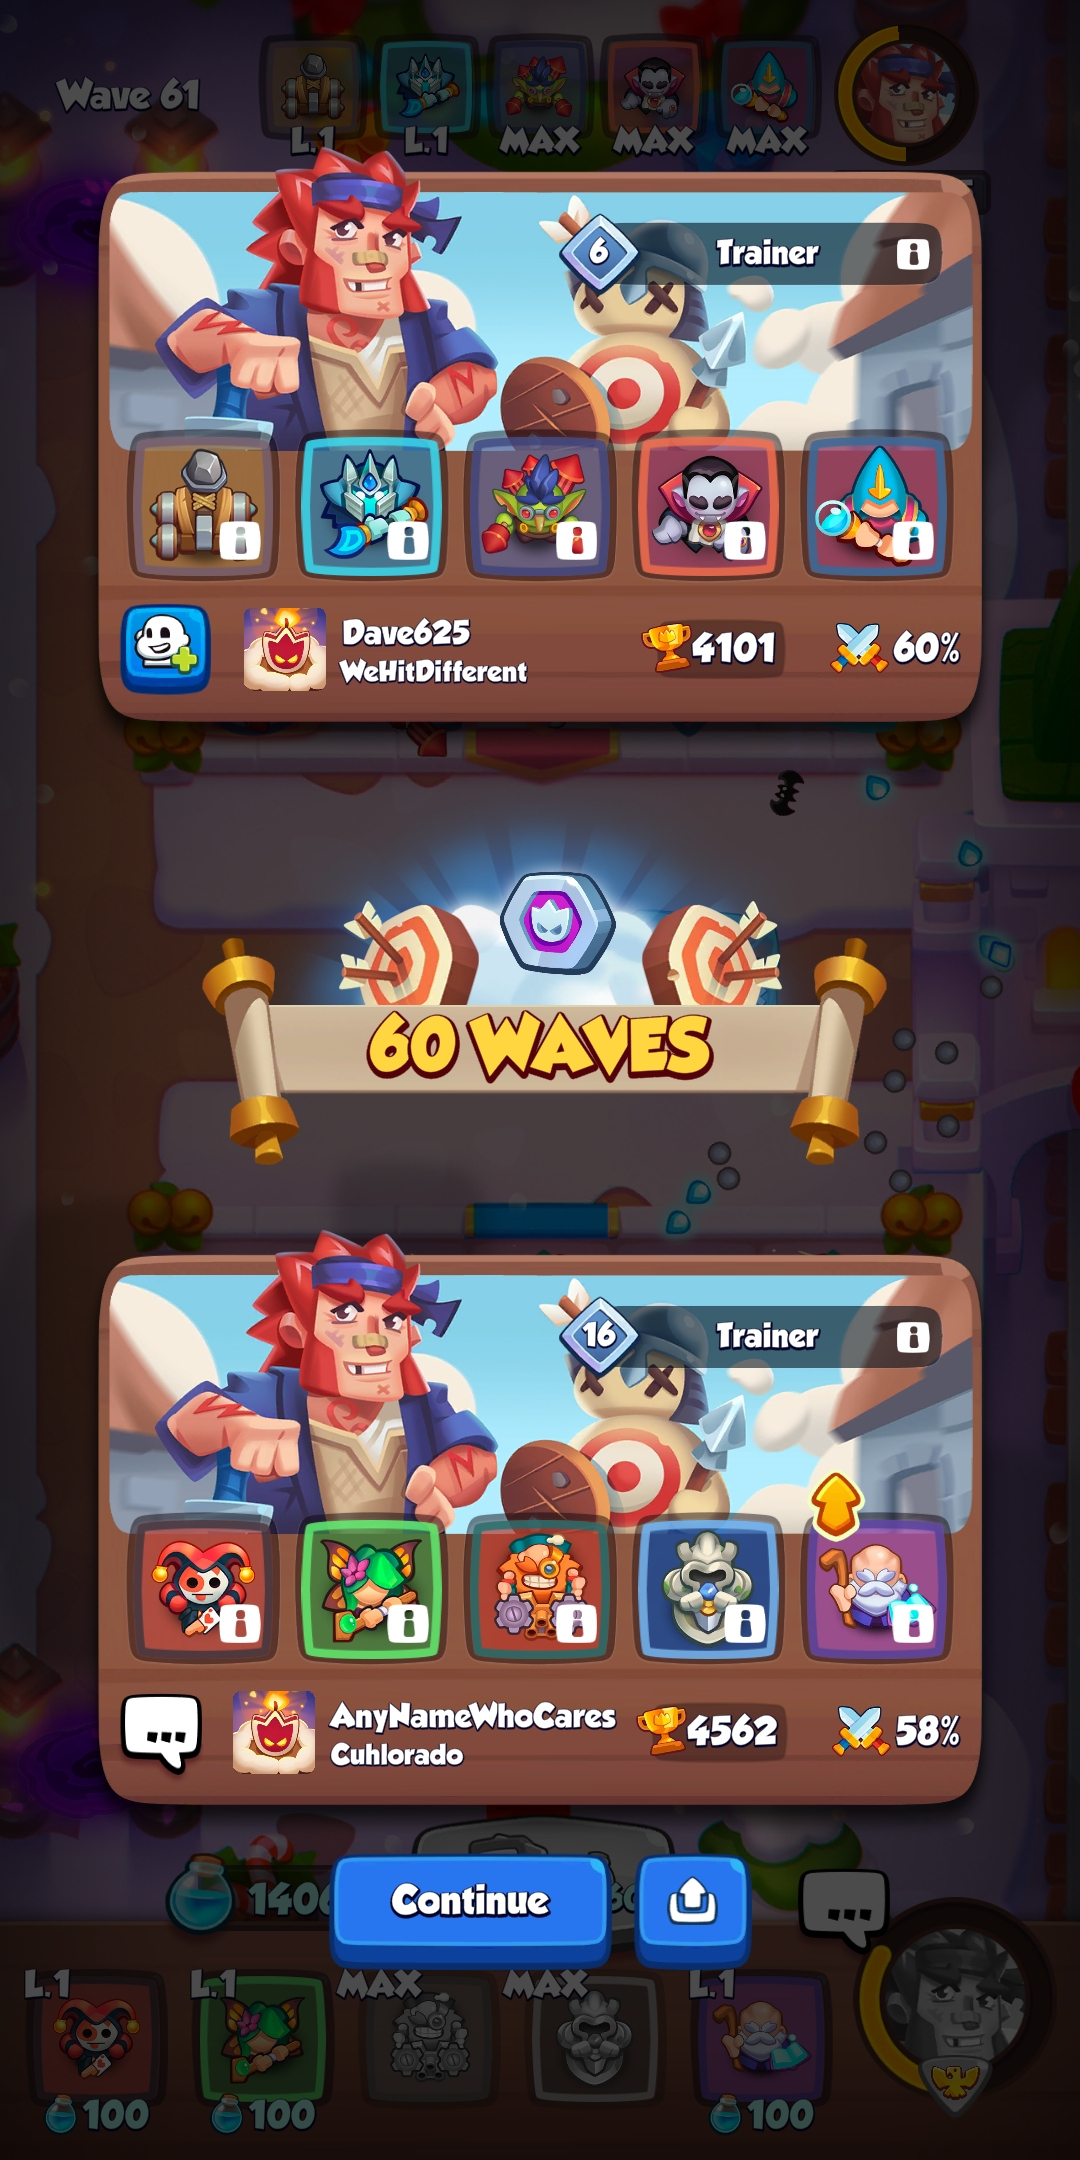 Wave 61
L.1
L.1
MAX
MAX
MAX
6
Trainer
Dave625
WeHitDifferent
4101
60%
60 WAVES
16
Trainer
AnyNameWhoCares
Cuhlorado
4562
58%
Continue
L.1
L.1
MAX
MAX
L.1
100
100
100